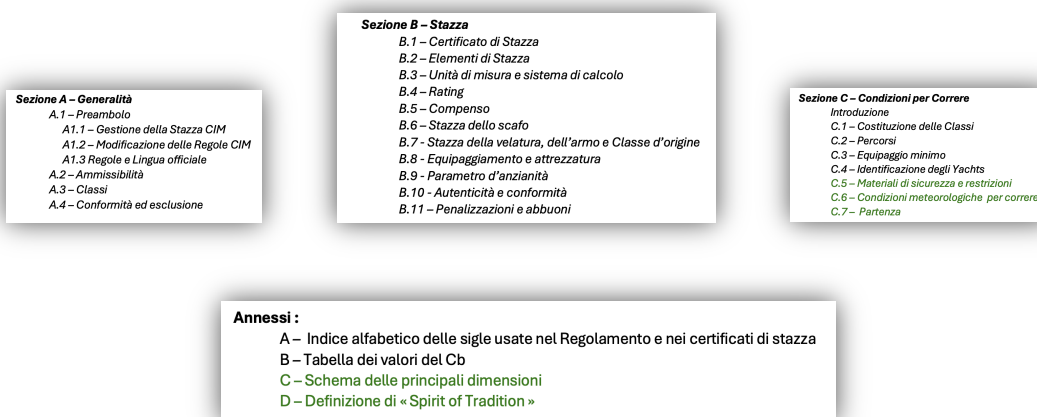 Sezione A – Generalità
A.1 – Preambolo
A1.1 – Gestione della Stazza CIM
A1.2 – Modificazione delle Regole CIM
A1.3 Regole e Lingua officiale
A.2 – Ammissibilità
A.3 – Classi
A.4 – Conformità ed esclusione
Sezione B – Stazza
B.1 – Certificato di Stazza
B.2 – Elementi di Stazza
B.3 – Unità di misura e sistema di calcolo
B.4 – Rating
B.5 – Compenso
B.6 – Stazza dello scafo
B.7 - Stazza della velatura, dell’armo e Classe d’origine
B.8 - Equipaggiamento e attrezzatura
B.9 - Parametro d’anzianità
B.10 - Autenticità e conformità
B.11 – Penalizzazioni e abbuoni
Sezione C – Condizioni per Correre
Introduzione
C.1 – Costituzione delle Classi
C.2 – Percorsi
C.3 – Equipaggio minimo
C.4 – Identificazione degli Yachts
C.5 – Materiali di sicurezza e restrizioni
C.6 – Condizioni meteorologiche per correre
C.7 – Partenza
Annessi :
A – Indice alfabetico delle sigle usate nel Regolamento e nei certificati di stazza
B – Tabella dei valori del Cb
C – Schema delle principali dimensioni
D – Definizione di « Spirit of Tradition »